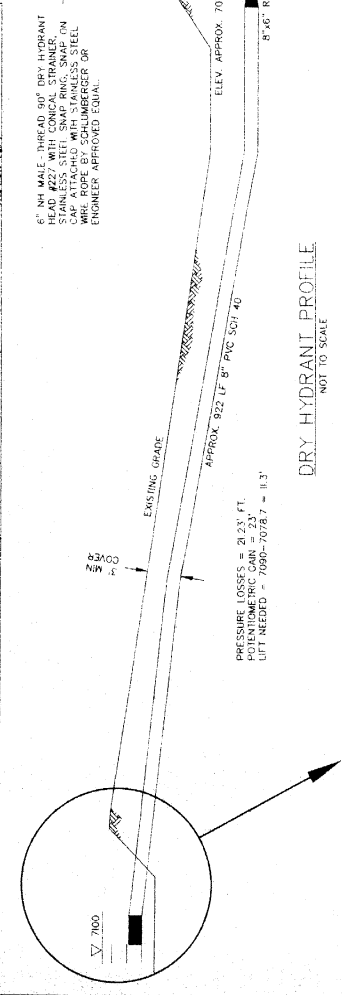 6" NH MALE-THREAD 90° DRY HYDRANT
HEAD #227 WITH CONICAL STRAINER,
STAINLESS STEEL SNAP RING, SNAP ON
CAP ATTACHED WITH STAINLESS STEEL
WIRE ROPE BY SCHLUMBERGER OR
ENGINEER APPROVED EQUAL.
ELEV. APPROX. 70
8"x6" R
EXISTING GRADE
APPROX. 922 LF 8" PVC SCH 40
3' MIN
COVER
7100
PRESSURE LOSSES = 21.23' FT.
POTENTIOMETRIC GAIN = 23'
LIFT NEEDED = 7090-7078.7 = 11.3'
DRY HYDRANT PROFILE
NOT TO SCALE